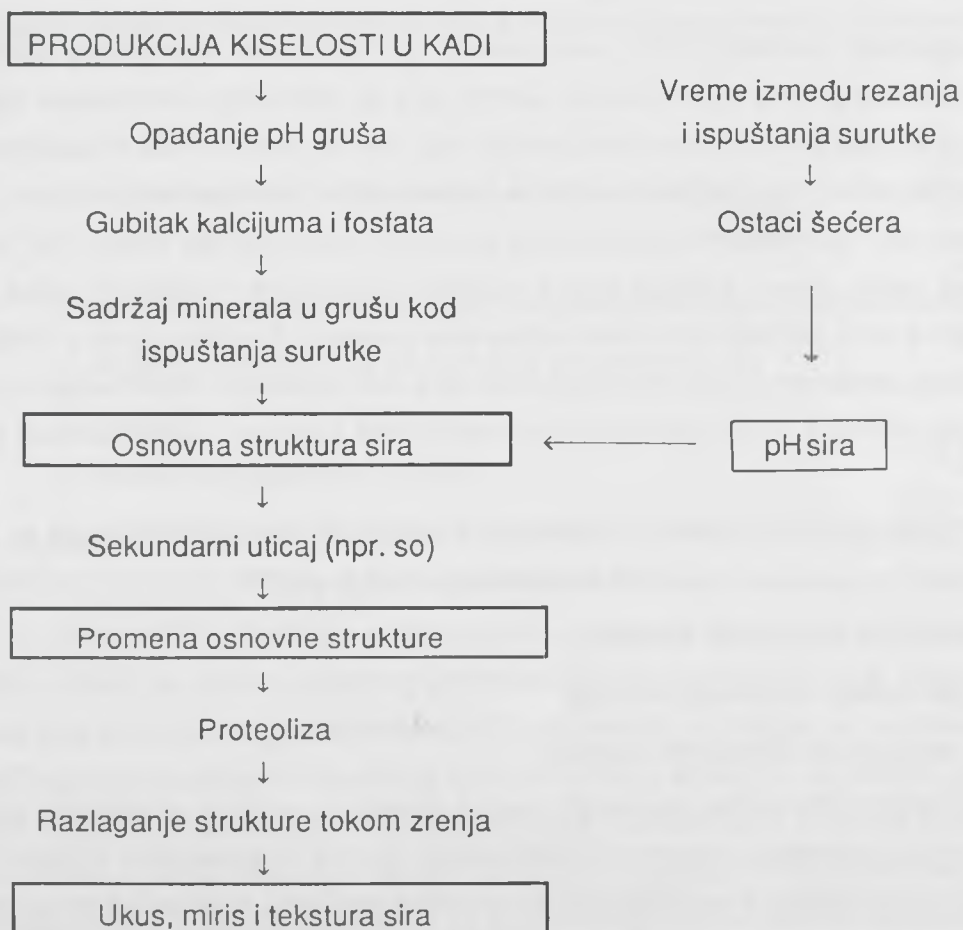 PRODUKCIJA KISELOSTI U KADI
Opadanje pH gruša
Gubitak kalcijuma i fosfata
Sadržaj minerala u grušu kod
ispuštanja surutke
Osnovna struktura sira
Sekundarni uticaj (npr. so)
Promena osnovne strukture
Proteoliza
Razlaganje strukture tokom zrenja
Ukus, miris i tekstura sira
Vreme između rezanja
i ispuštanja surutke
Ostaci šećera
pH sira